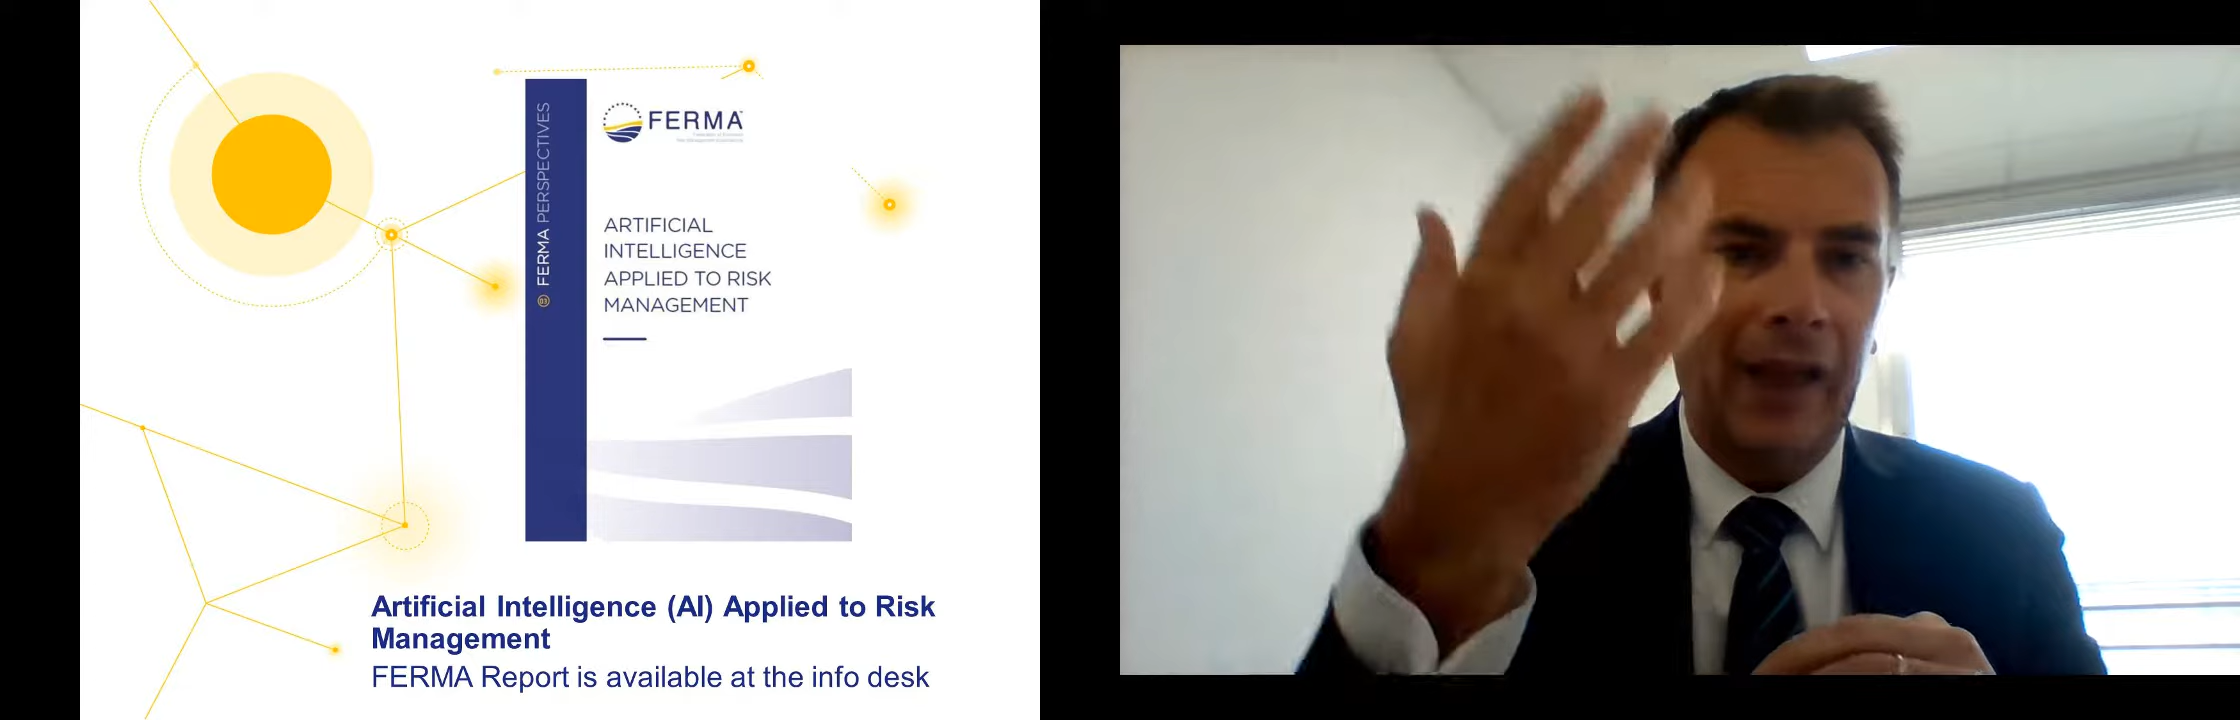 FERMA PERSPECTIVES
FERMA
ARTIFICIAL
INTELLIGENCE
APPLIED TO RISK
MANAGEMENT
Artificial Intelligence (AI) Applied to Risk
Management
FERMA Report is available at the info desk